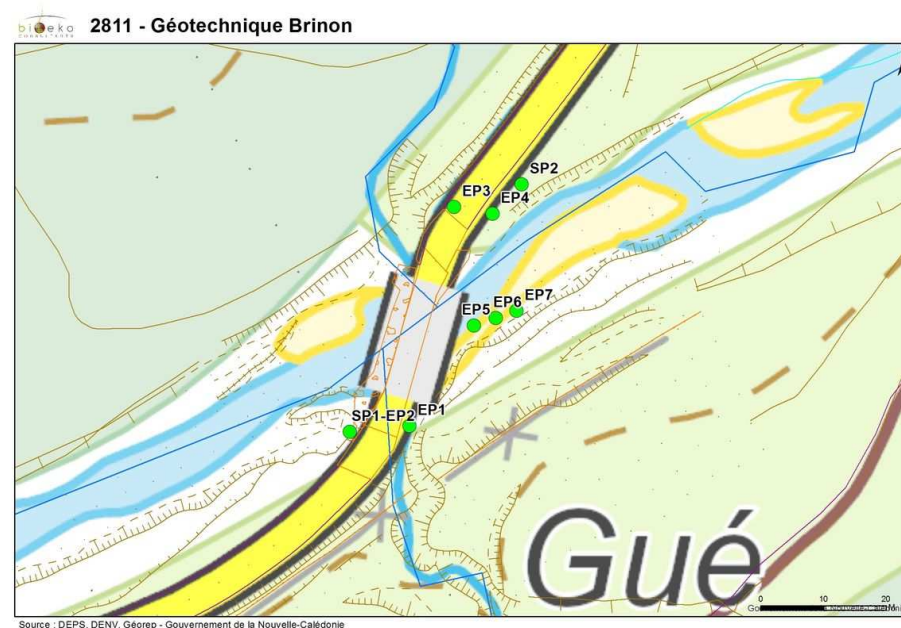 bioeko
CONSULTANTS
2811 - Géotechnique Brinon
SP2
EP3
EP4
EP7
EP6
EP5
EP1
SP1-EP2
Gué
0 10 20
M
Source : DEPS, DENV, Géorep - Gouvernement de la Nouvelle-Calédonie